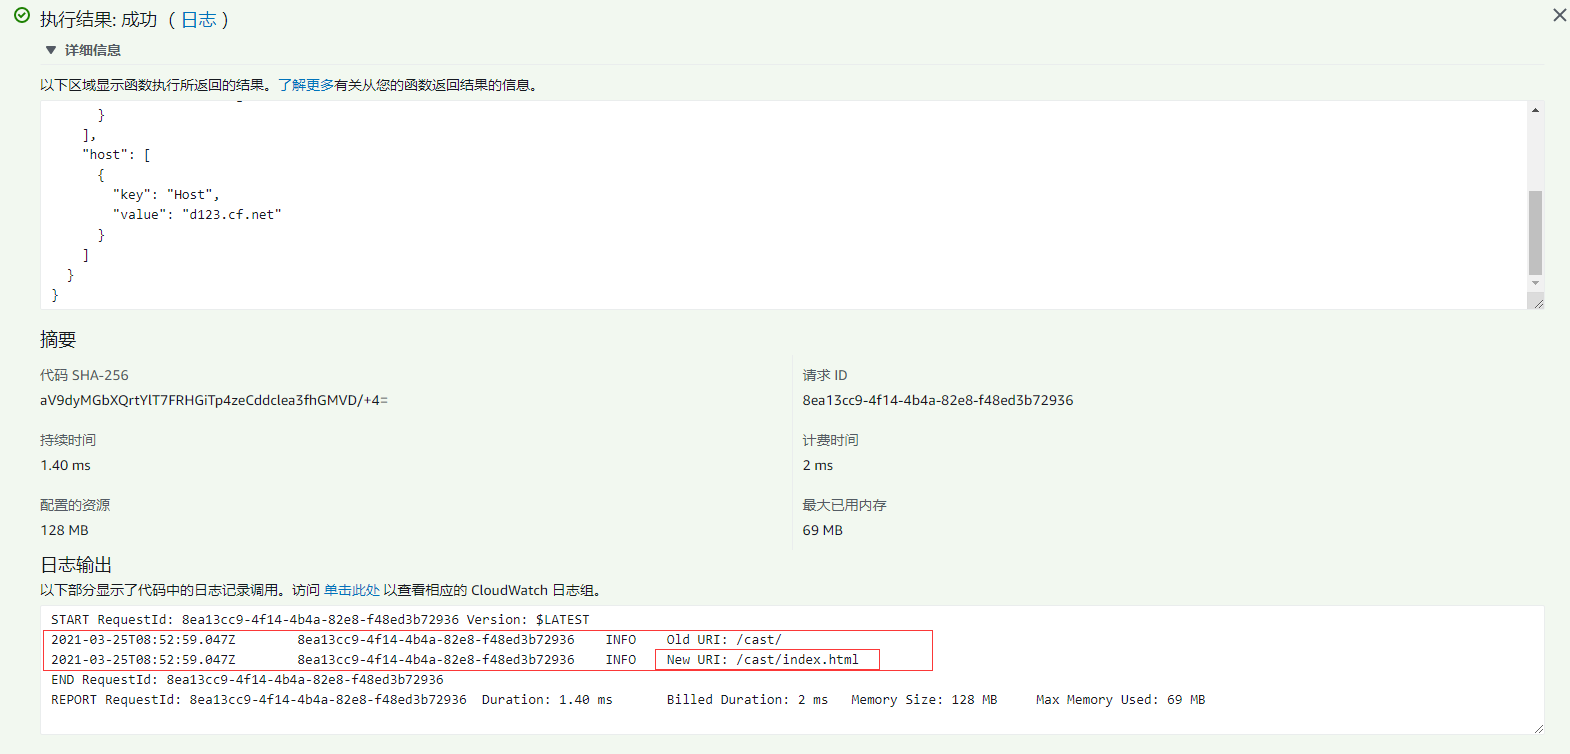 执行结果: 成功 ( 日志 )
▼ 详细信息
以下区域显示函数执行所返回的结果。了解更多有关从您的函数返回结果的信息。
}
],
"host": [
{
"key": "Host",
"value": "d123.cf.net"
}
]
}
}
摘要
代码 SHA-256
aV9dyMGbXQrtYlT7FRHGiTp4zeCddclea3fhGMVD/+4=
请求 ID
8ea13cc9-4f14-4b4a-82e8-f48ed3b72936
持续时间
1.40 ms
计费时间
2 ms
配置的资源
128 MB
最大已用内存
69 MB
日志输出
以下部分显示了代码中的日志记录调用。访问 单击此处 以查看相应的 CloudWatch 日志组。
START RequestId: 8ea13cc9-4f14-4b4a-82e8-f48ed3b72936 Version: $LATEST
2021-03-25T08:52:59.047Z 8ea13cc9-4f14-4b4a-82e8-f48ed3b72936 INFO Old URI: /cast/
2021-03-25T08:52:59.047Z 8ea13cc9-4f14-4b4a-82e8-f48ed3b72936 INFO New URI: /cast/index.html
END RequestId: 8ea13cc9-4f14-4b4a-82e8-f48ed3b72936
REPORT RequestId: 8ea13cc9-4f14-4b4a-82e8-f48ed3b72936 Duration: 1.40 ms Billed Duration: 2 ms Memory Size: 128 MB Max Memory Used: 69 MB